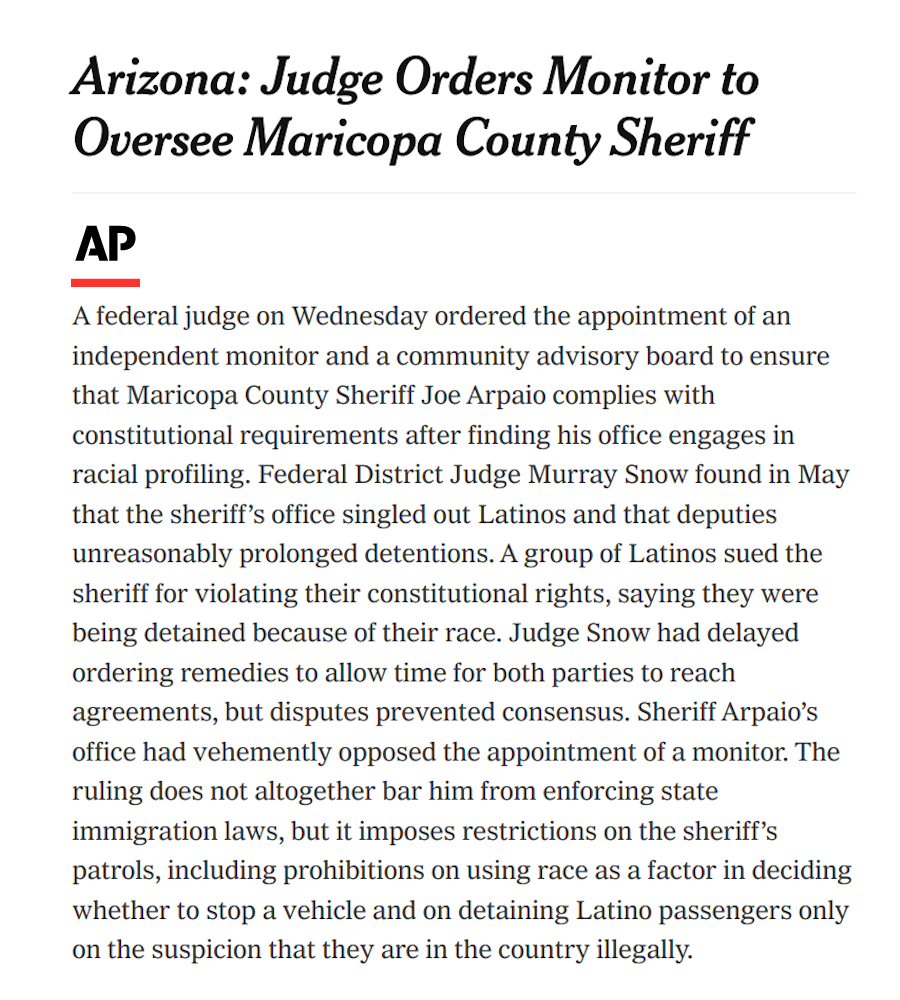 Arizona: Judge Orders Monitor to
Oversee Maricopa County Sheriff
AP
A federal judge on Wednesday ordered the appointment of an
independent monitor and a community advisory board to ensure
that Maricopa County Sheriff Joe Arpaio complies with
constitutional requirements after finding his office engages in
racial profiling. Federal District Judge Murray Snow found in May
that the sheriff’s office singled out Latinos and that deputies
unreasonably prolonged detentions. A group of Latinos sued the
sheriff for violating their constitutional rights, saying they were
being detained because of their race. Judge Snow had delayed
ordering remedies to allow time for both parties to reach
agreements, but disputes prevented consensus. Sheriff Arpaio’s
office had vehemently opposed the appointment of a monitor. The
ruling does not altogether bar him from enforcing state
immigration laws, but it imposes restrictions on the sheriff’s
patrols, including prohibitions on using race as a factor in deciding
whether to stop a vehicle and on detaining Latino passengers only
on the suspicion that they are in the country illegally.